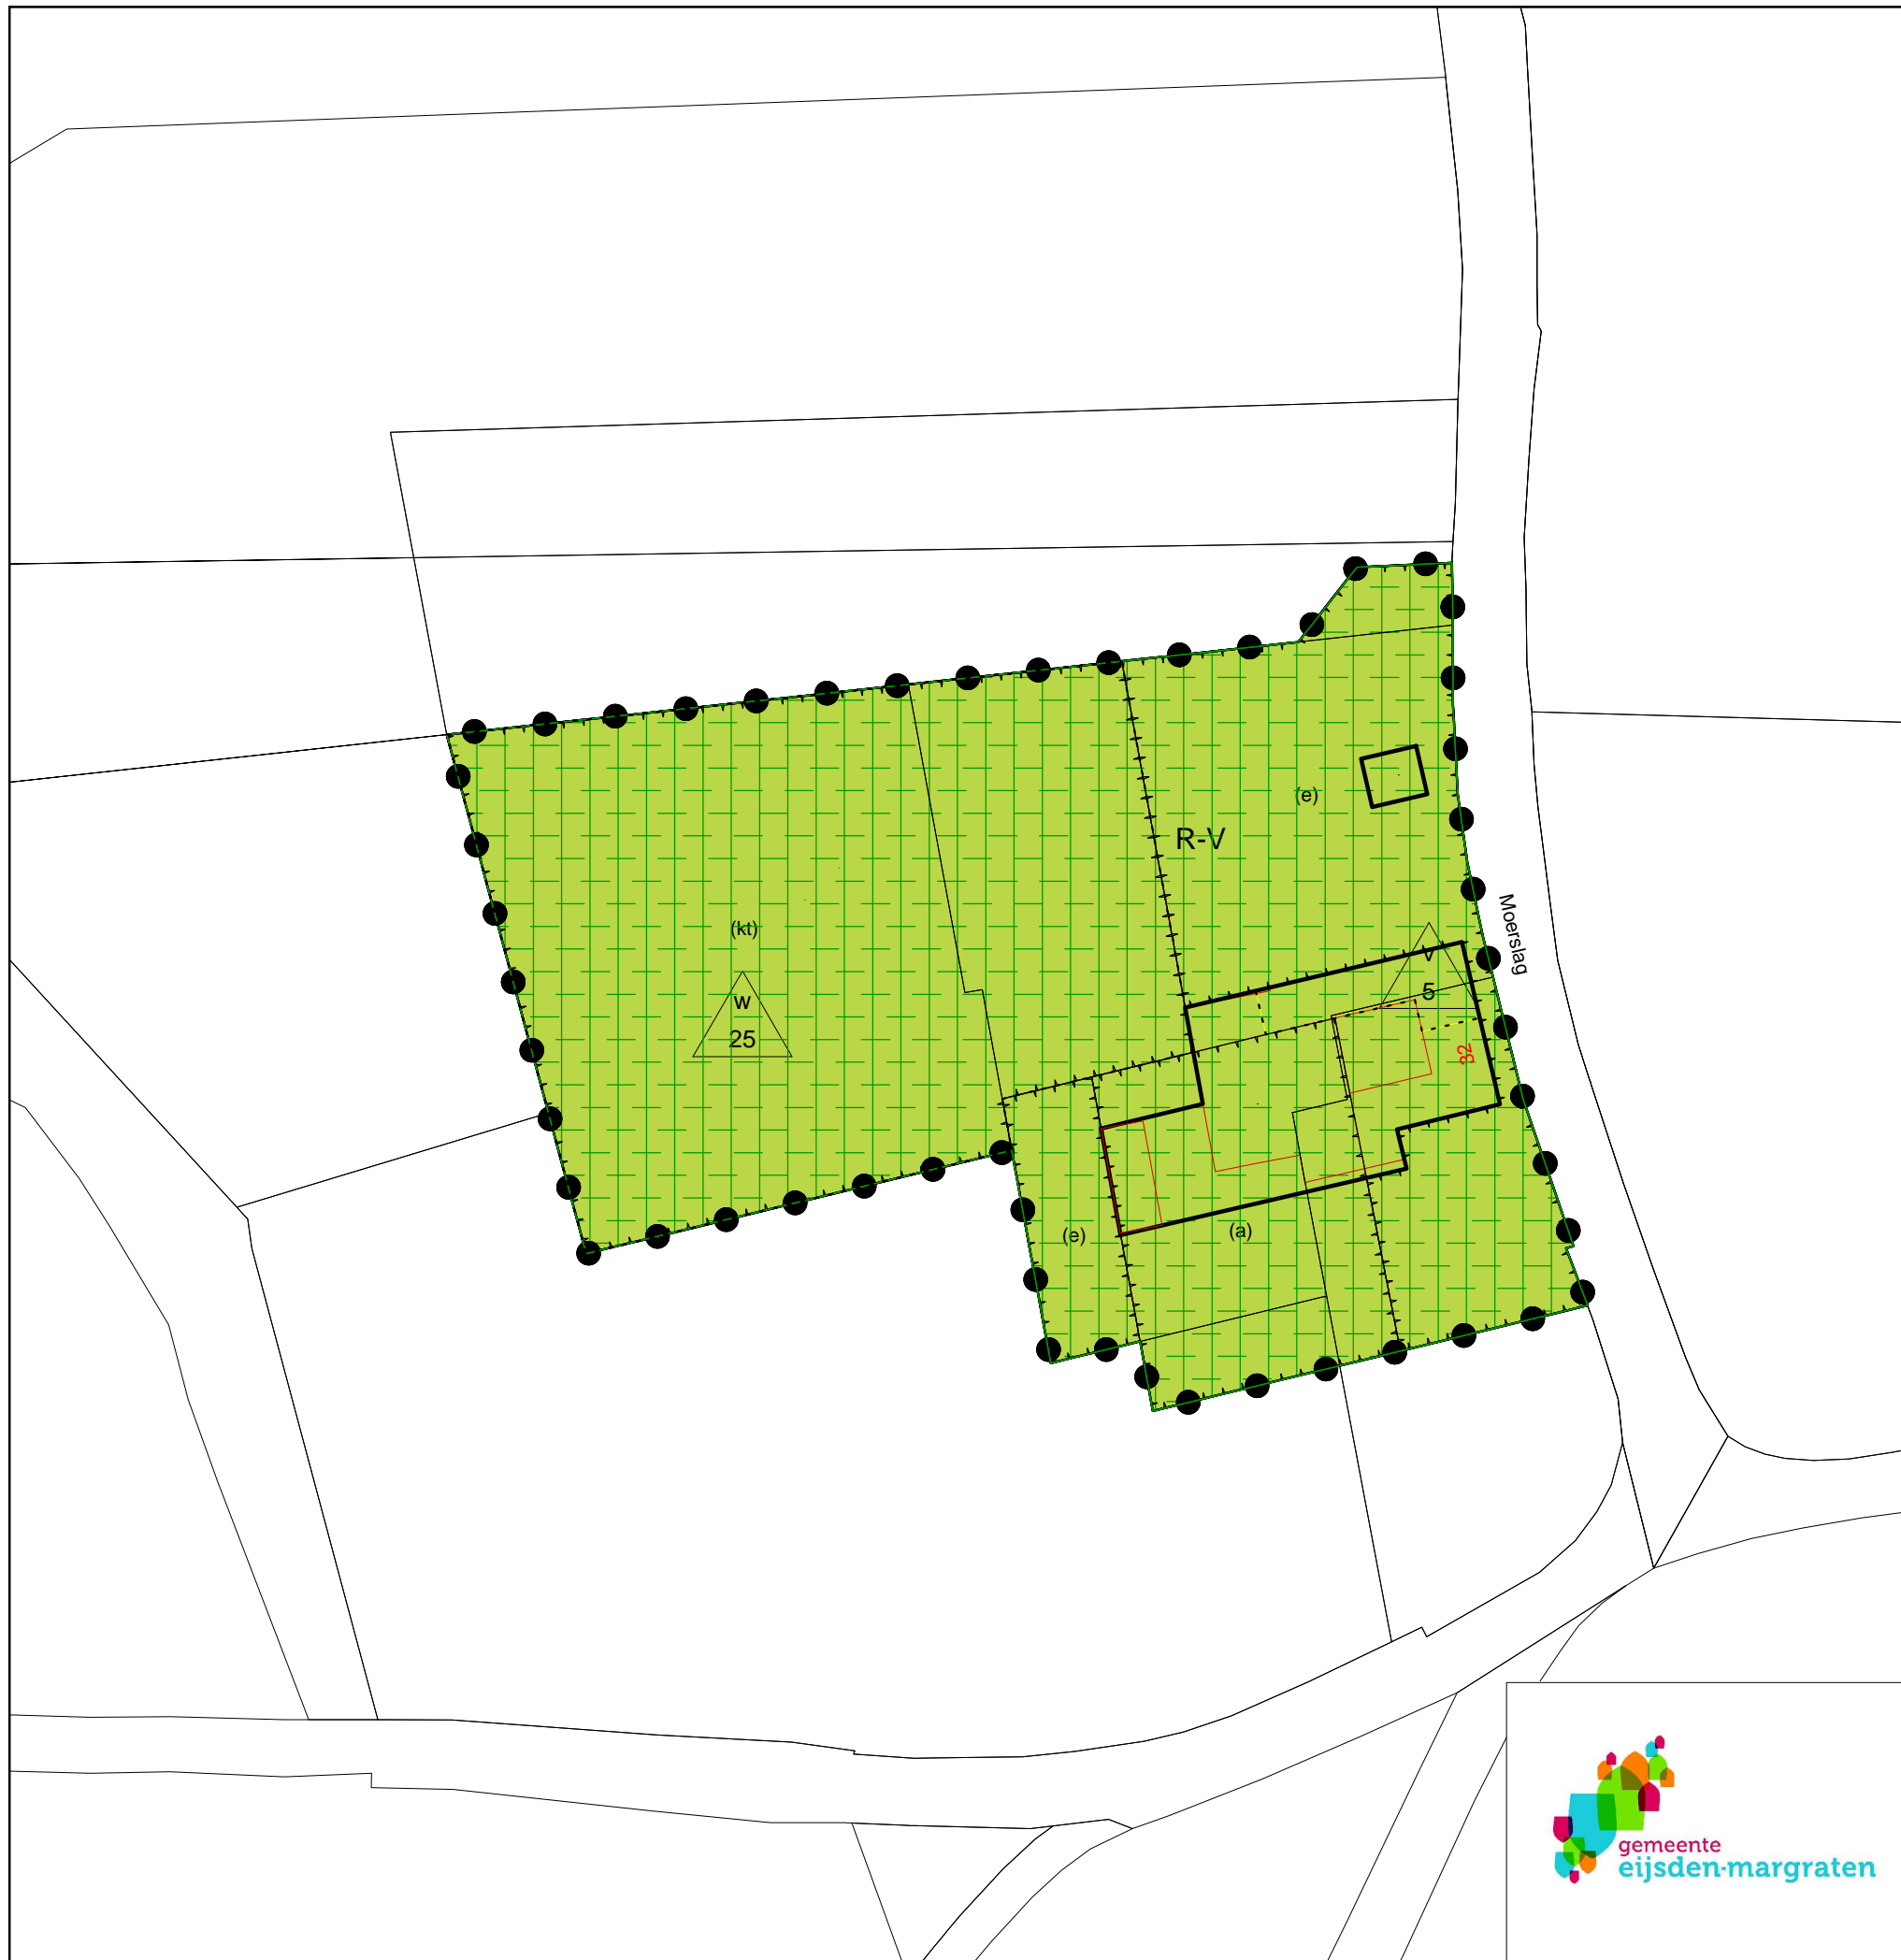 (e)
R-V
(kt)
Moerslag
v
5
w
25
32
(e)
(a)
gemeente
eijsden·margraten